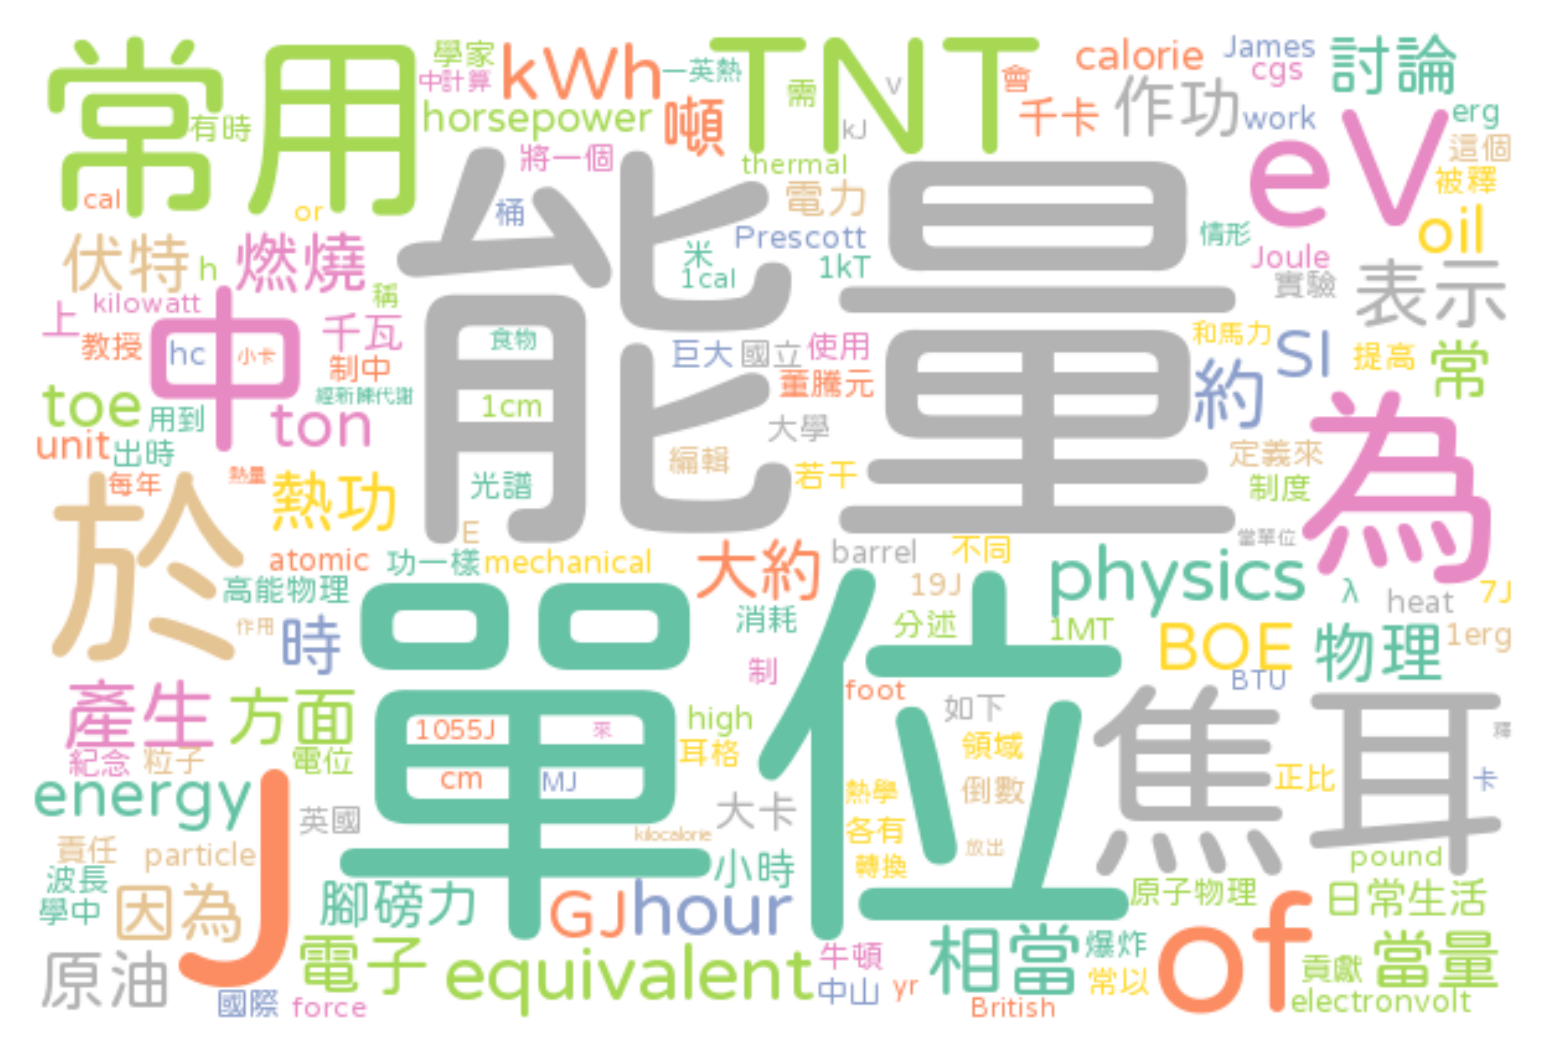 常用
學家
中計算
kWh
一英熱
TNT
需
v
kJ
會
calorie
James
cgs
討論
有時
horsepower
噸
千卡
作功
work
erg
eV
這個
被釋
將一個
thermal
電力
能量
cal
or
桶
Prescott
米
1cal
1kT
情形
oil
Joule
伏特
h
燃燒
實驗
表示
稱
kilowatt
上
中
千瓦
教授
hc
小卡
制中
食物
巨大
國立
使用
和馬力
SI
提高
常
經新陳代謝
董騰元
約
為
toe
用到
ton
1cm
大學
unit
出時
編輯
若干
定義來
制度
每年
熱量
熱功
光譜
於
E
當單位
atomic
功一樣
mechanical
大約
barrel
不同
physics
高能物理
19J
λ
heat
7J
作用
時
單位
消耗
分述
1MT
BOE
物理
1erg
制
BTU
產生
方面
foot
如下
焦耳
high
1055J
來
耳格
領域
釋
紀念
粒子
電位
cm
MJ
熱學
倒數
正比
卡
energy
J
英國
大卡
kilocalorie
各有
責任
particle
放出
轉換
pound
波長
小時
學中
因為
腳磅力
GJ
hour
原子物理
日常生活
of
電子
equivalent
牛頓
相當
爆炸
原油
中山
yr
常以
貢獻
當量
國際
force
British
electronvolt